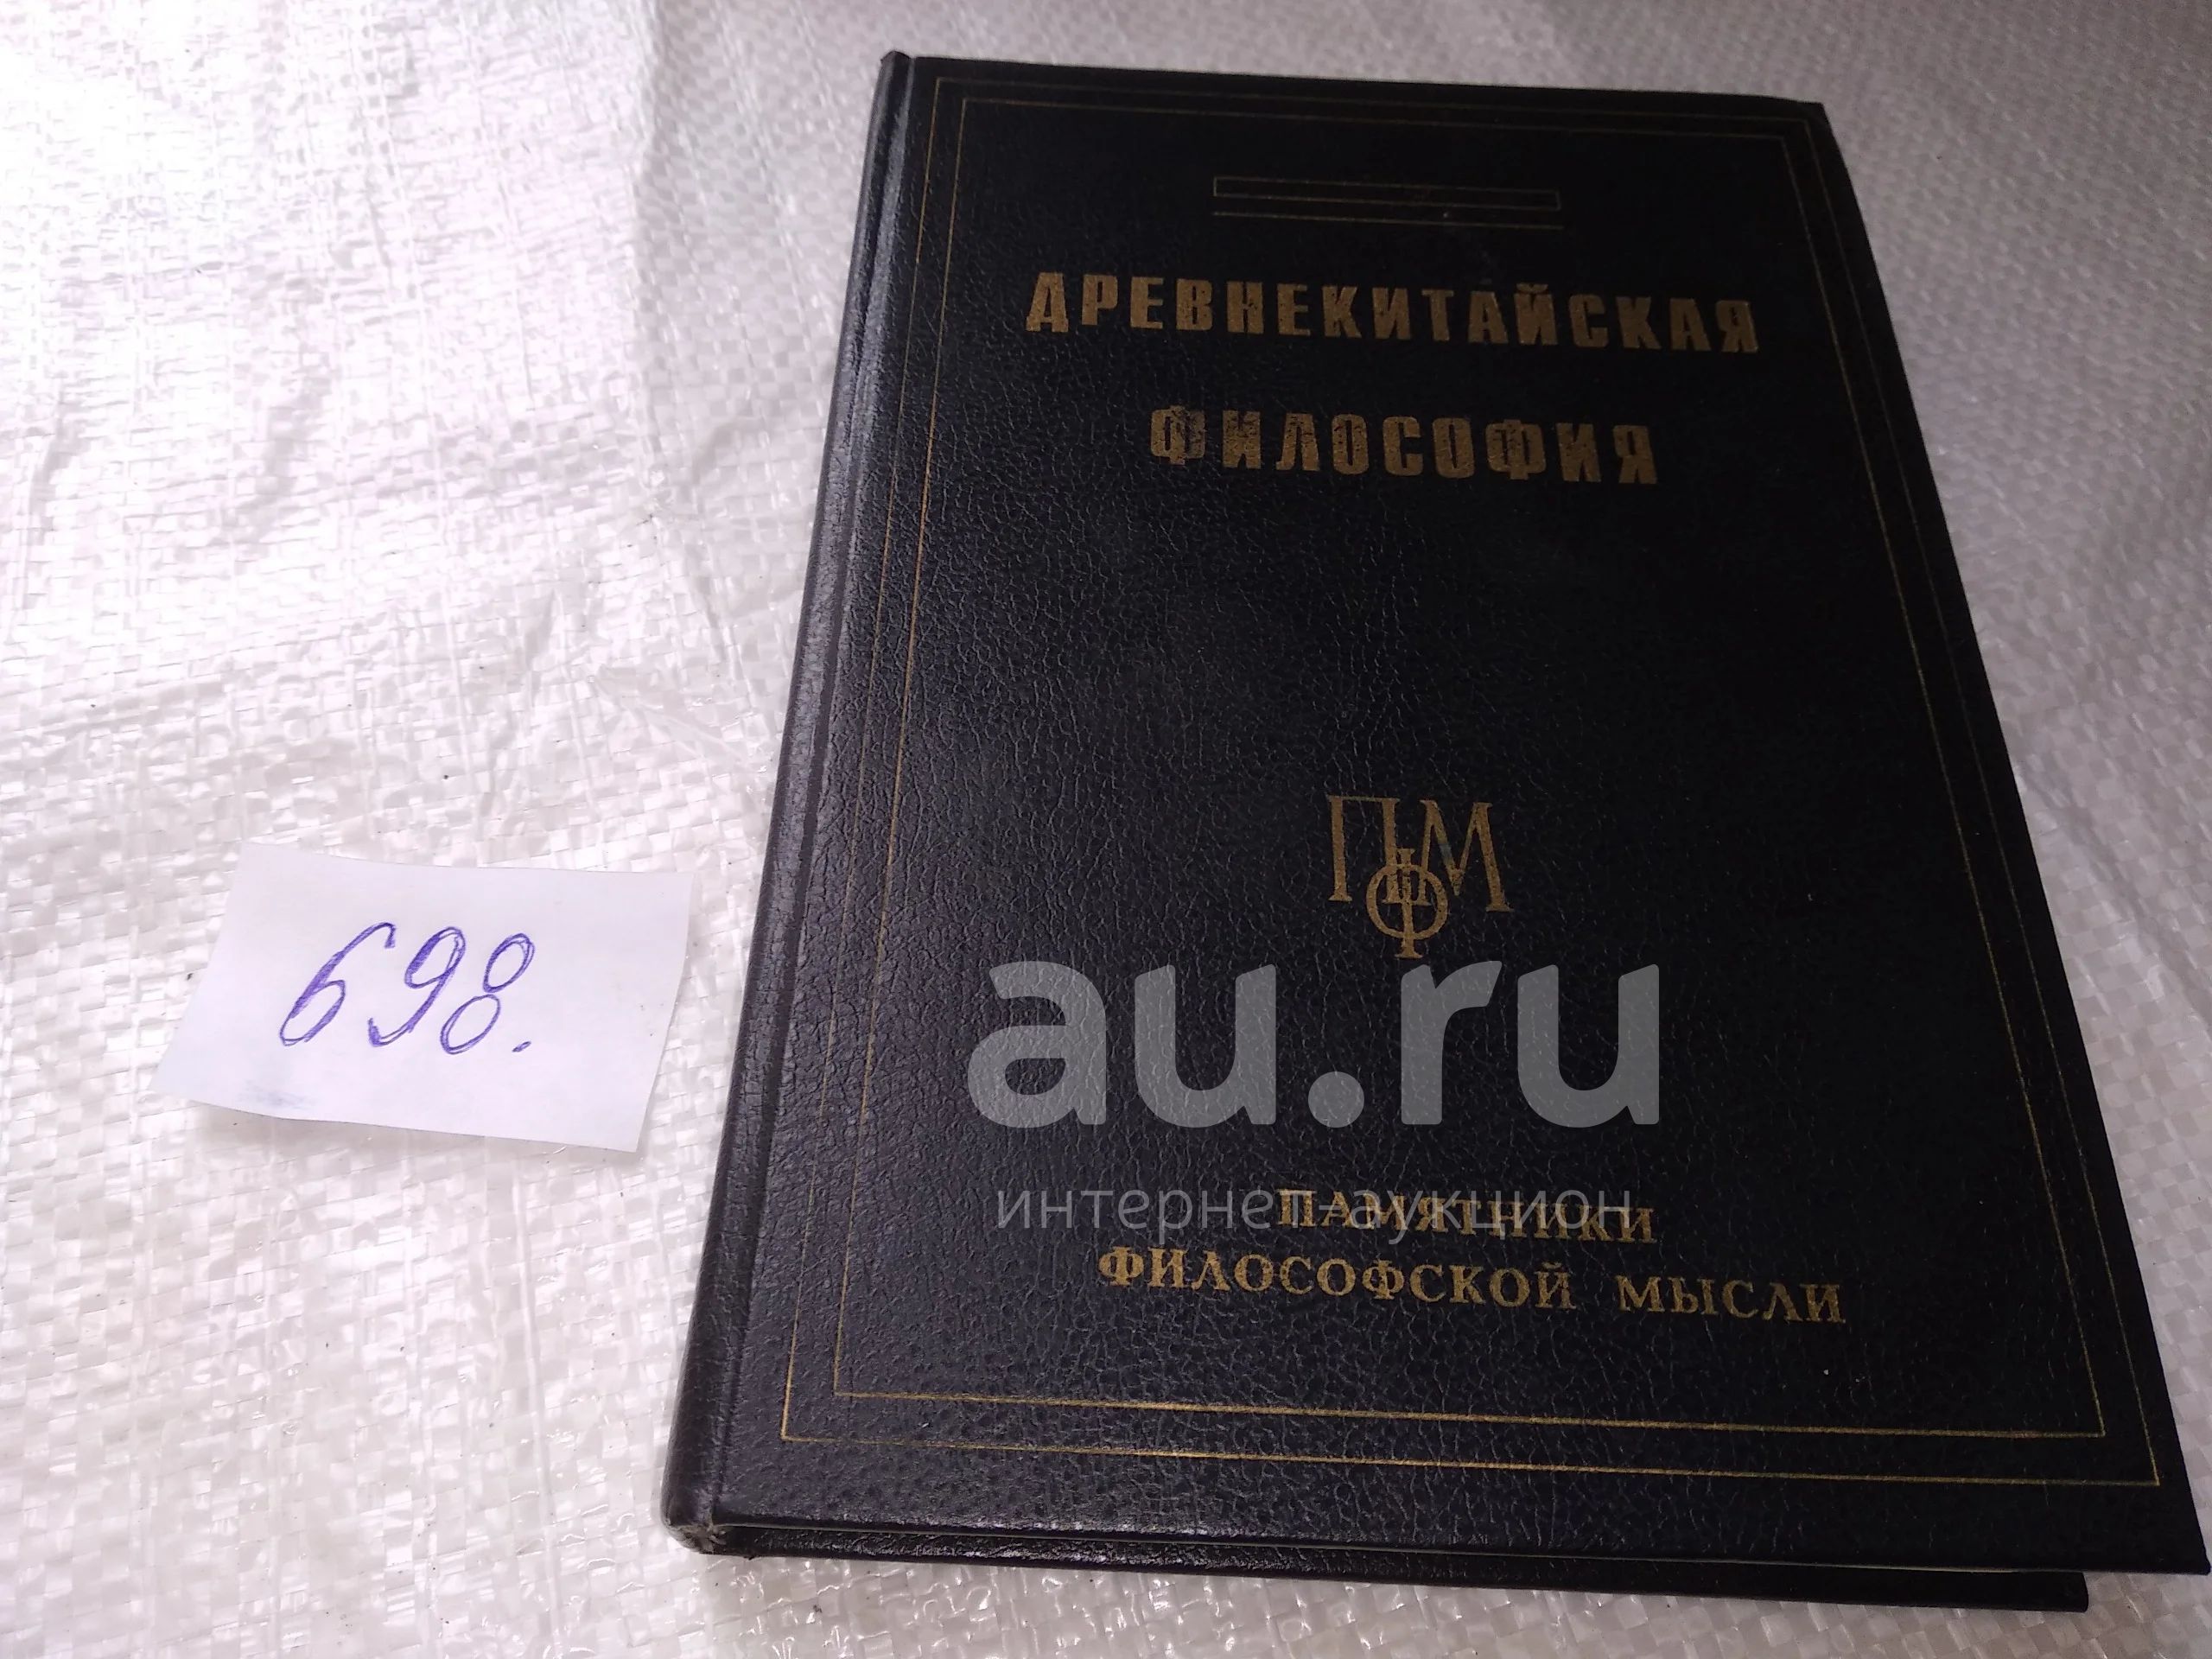 ДРЕВНЕКИТАЙСКАЯ
ФИЛОСОФИЯ
ПФМ
698.
au.ru
интернет-аукцион
ПАМЯТНИКИ
ФИЛОСОФСКОЙ МЫСЛИ